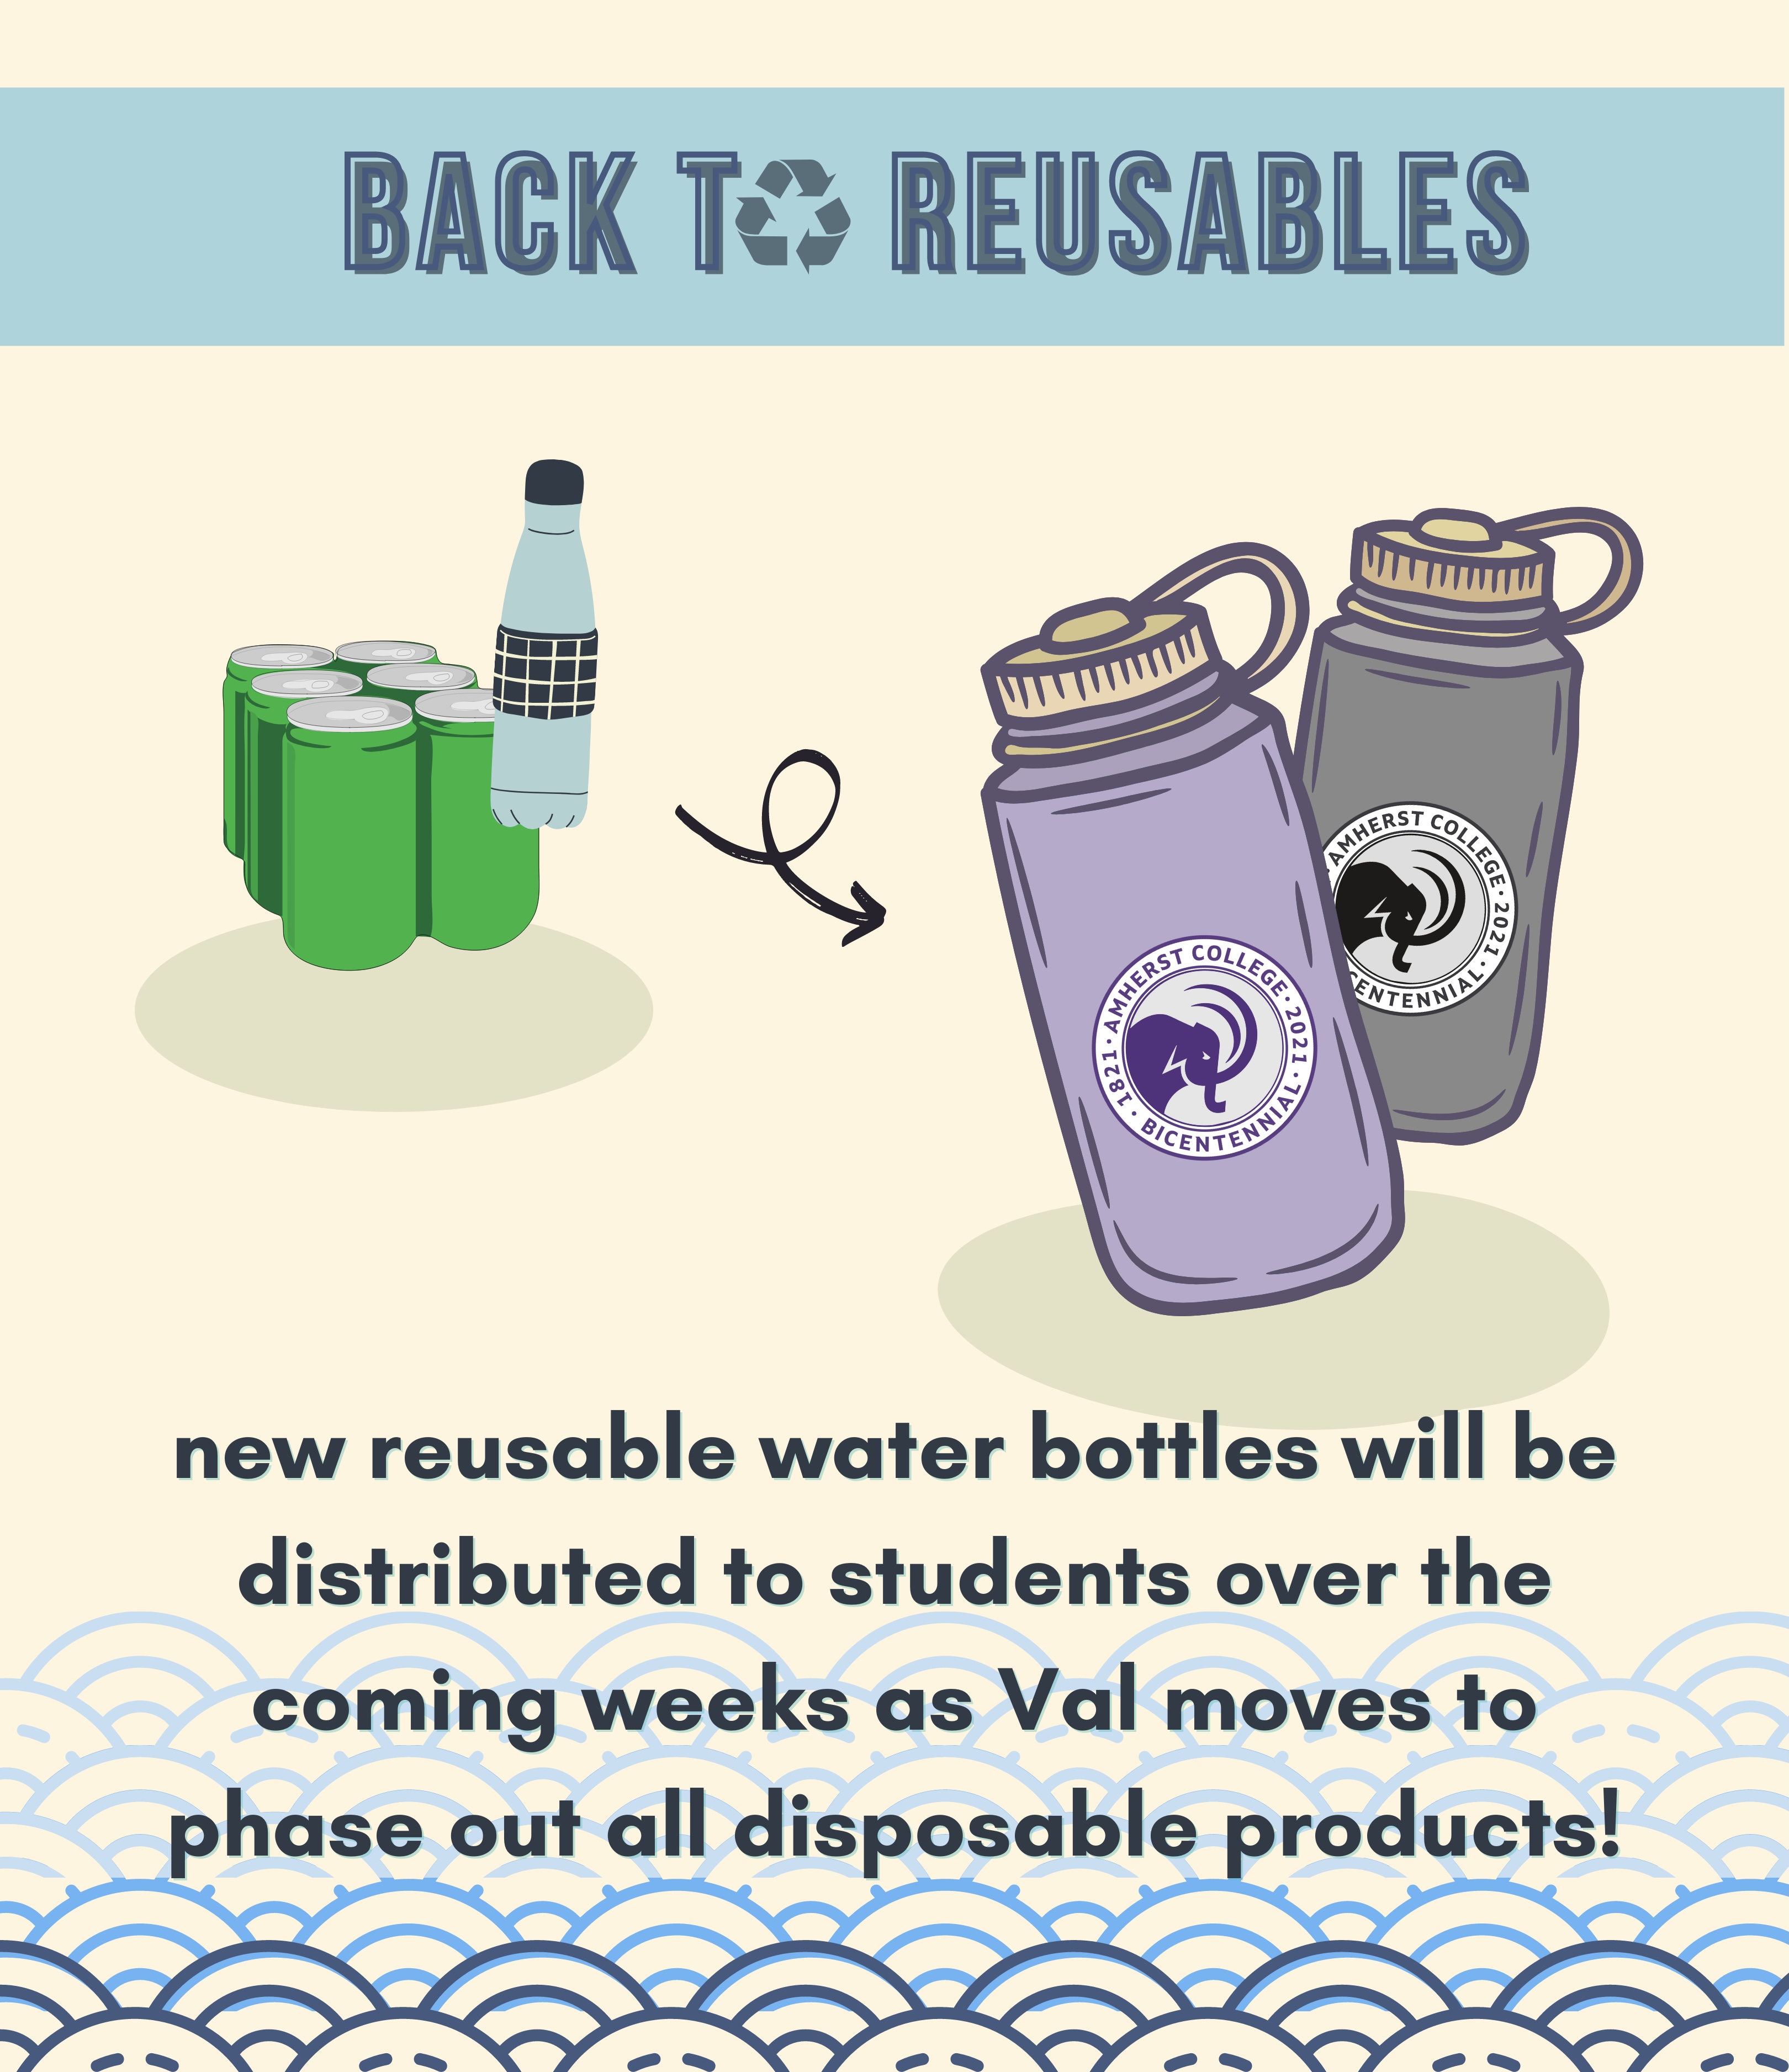 BACK T♻ REUSABLES
AMHERST COLLEGE · 2021 ·
CENTENNIAL
1821 · AMHERST COLLEGE · 2021 · BICENTENNIAL ·
new reusable water bottles will be
distributed to students over the
coming weeks as Val moves to
phase out all disposable products!